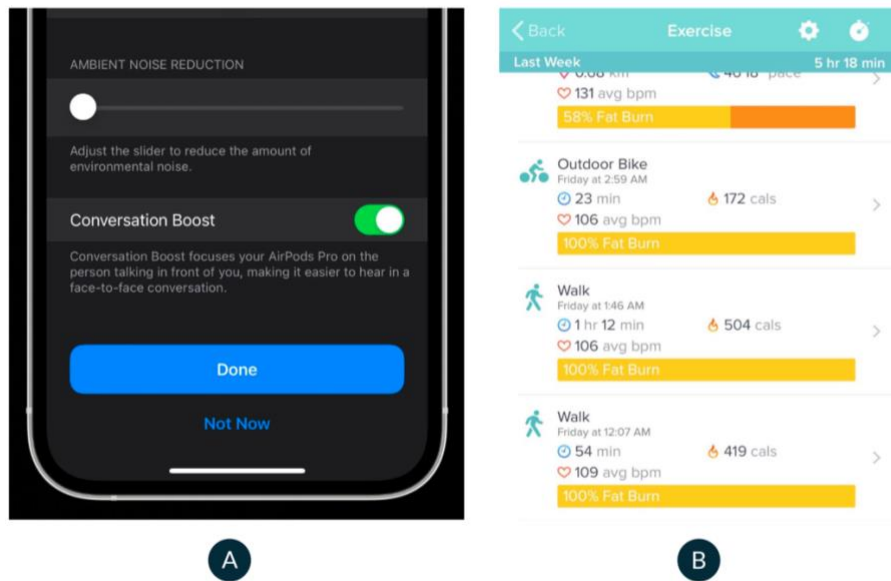 AMBIENT NOISE REDUCTION
Adjust the slider to reduce the amount of
environmental noise.
Conversation Boost
Conversation Boost focuses your AirPods Pro on the
person talking in front of you, making it easier to hear in a
face-to-face conversation.
Done
Not Now
A
Back
Exercise
Last Week 5 hr 18 min
131 avg bpm
58% Fat Burn
Outdoor Bike
Friday at 2:59 AM
23 min 172 cals
106 avg bpm
100% Fat Burn
Walk
Friday at 1:46 AM
1 hr 12 min 504 cals
106 avg bpm
100% Fat Burn
Walk
Friday at 12:07 AM
54 min 419 cals
109 avg bpm
100% Fat Burn
B